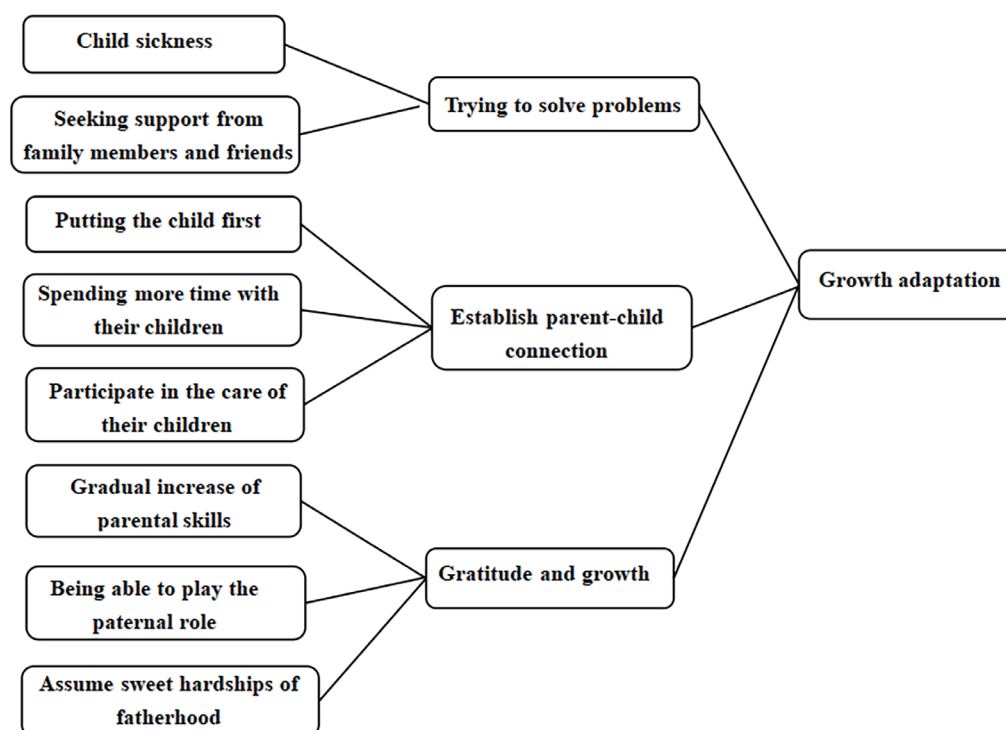 Child sickness
Seeking support from
family members and friends
Trying to solve problems
Putting the child first
Spending more time with
their children
Participate in the care of
their children
Establish parent-child
connection
Growth adaptation
Gradual increase of
parental skills
Being able to play the
paternal role
Assume sweet hardships of
fatherhood
Gratitude and growth